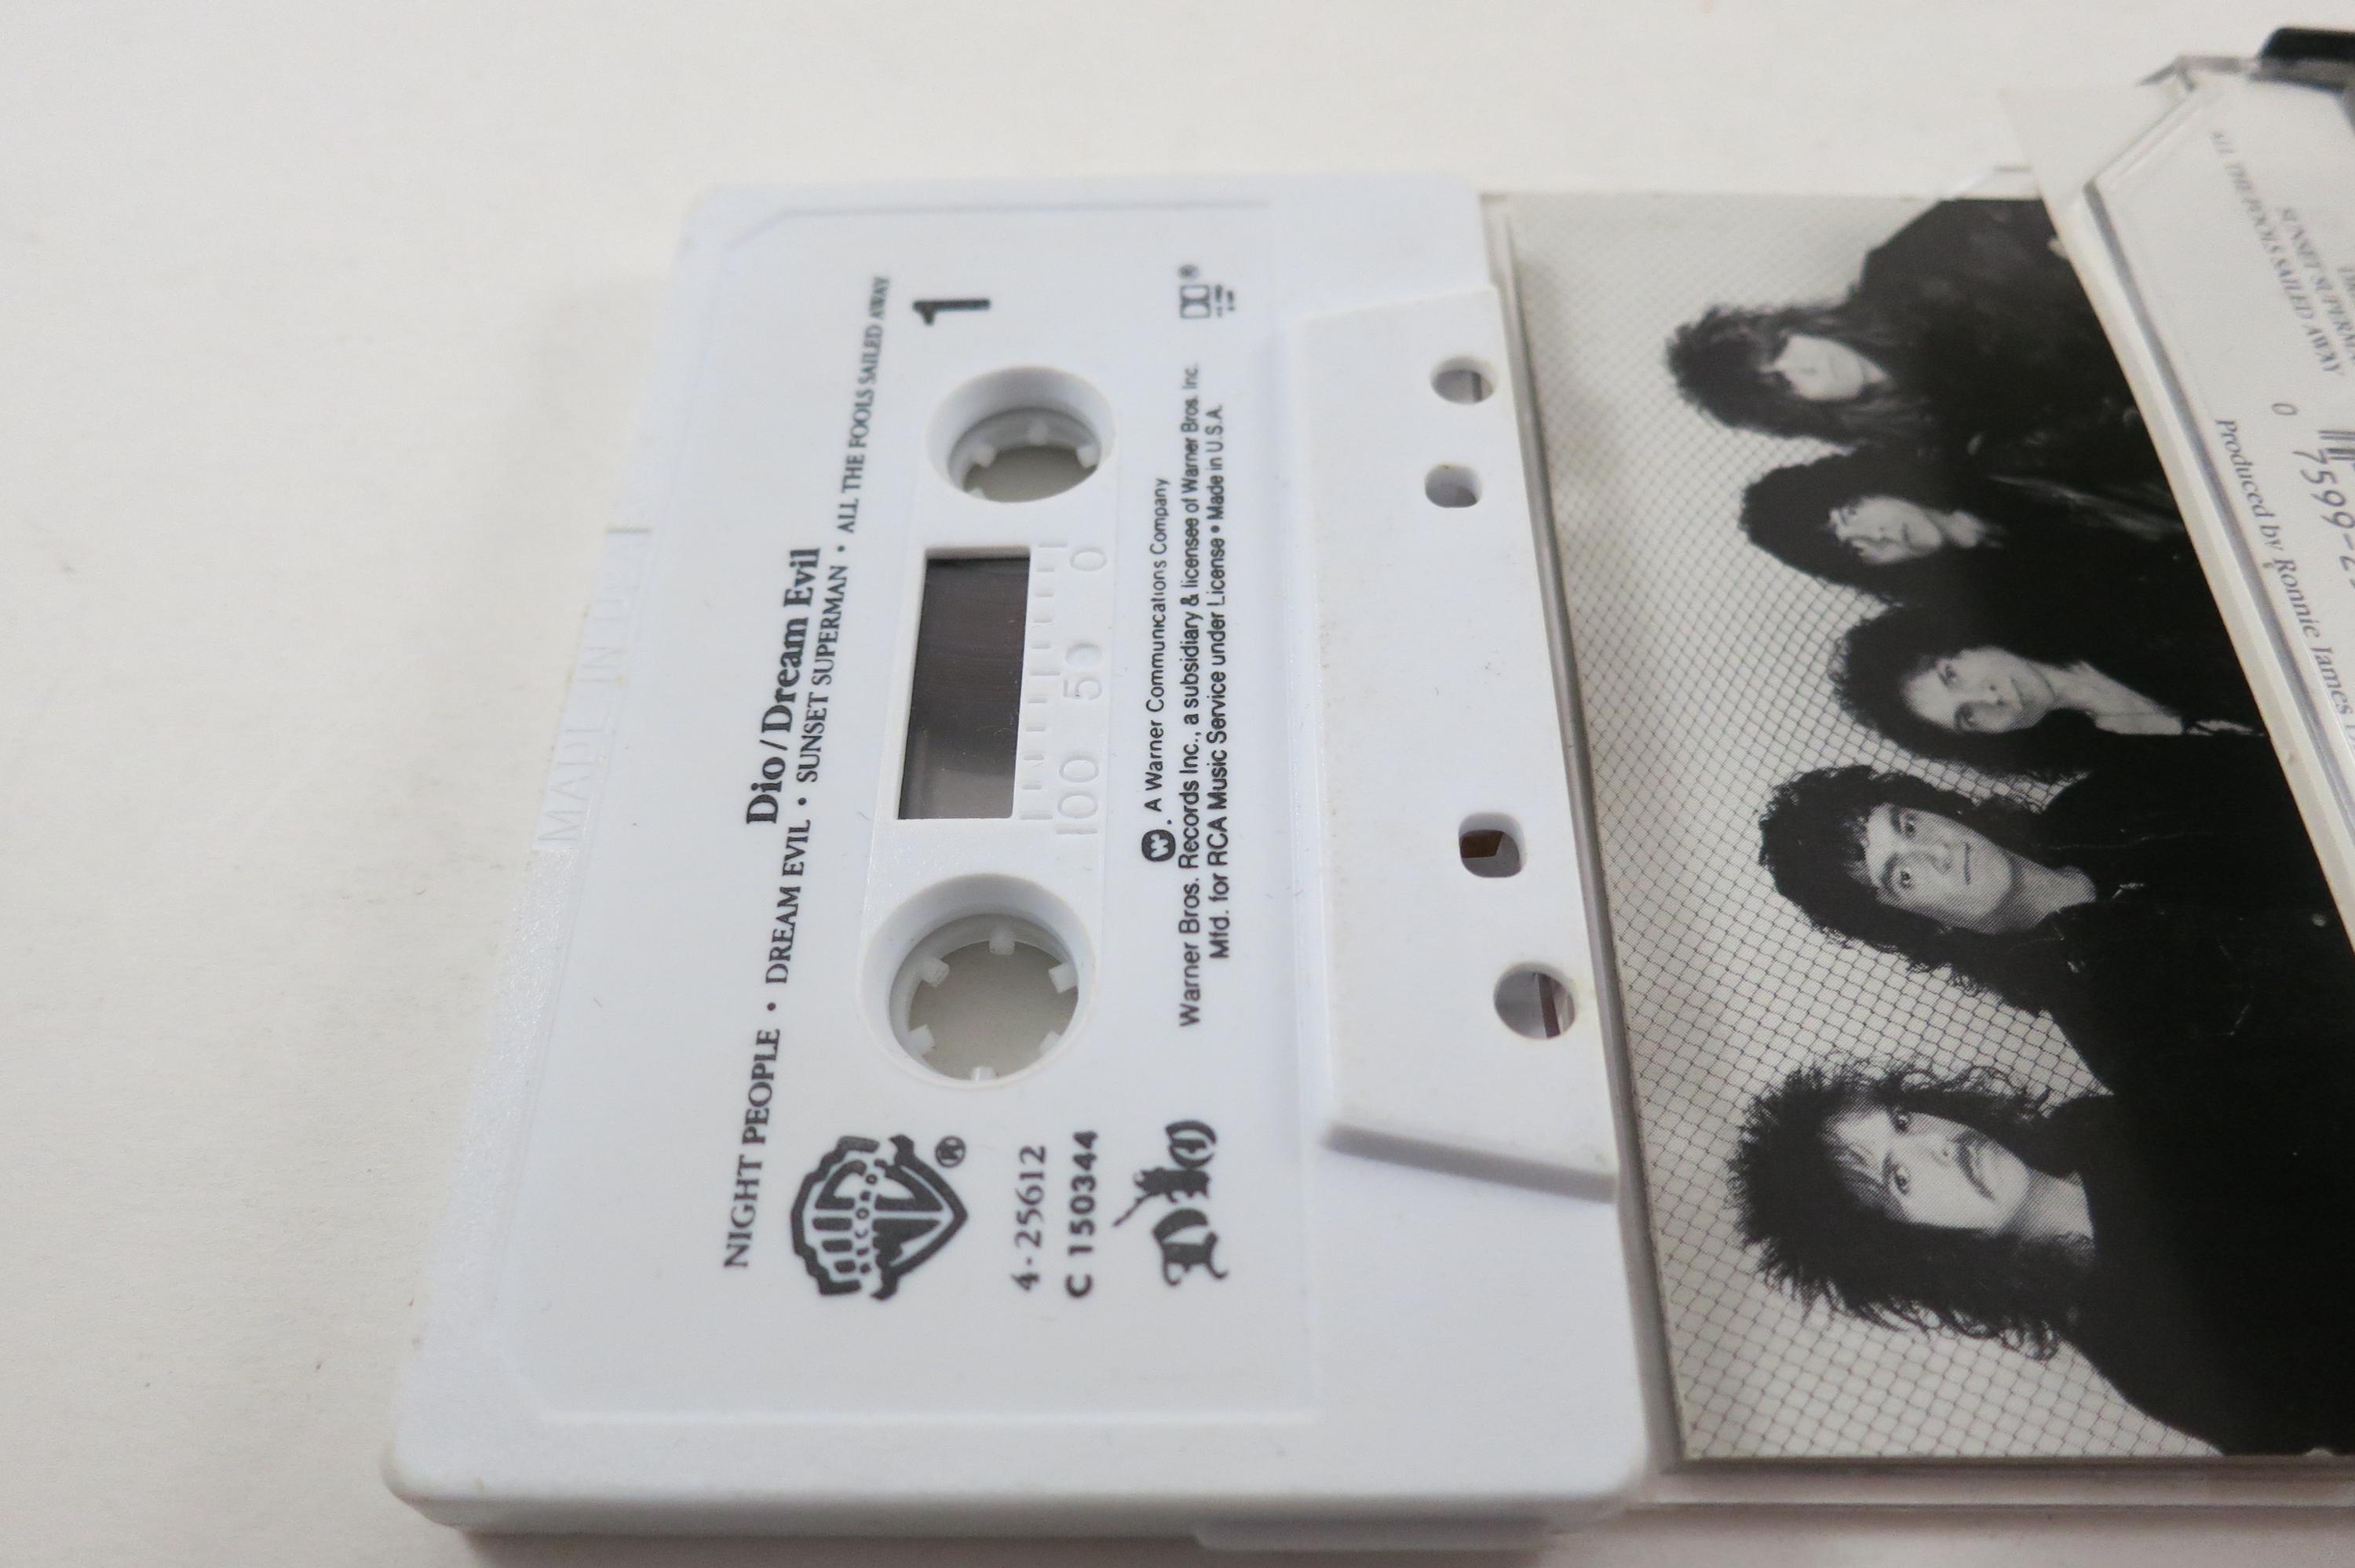 Dio / Dream Evil
NIGHT PEOPLE • DREAM EVIL • SUNSET SUPERMAN • ALL THE FOOLS SAILED AWAY
1
RECORDS
®
4-25612
C 150344
Dio
100 50 0
W. A Warner Communications Company
Warner Bros. Records Inc., a subsidiary & licensee of Warner Bros. Inc.
Mfd. for RCA Music Service under License • Made in U.S.A.
®
MADE IN
SUNSET SUPERMAN
FOOLS SAILED AWAY
0 7599-2
Produced by Ronnie James